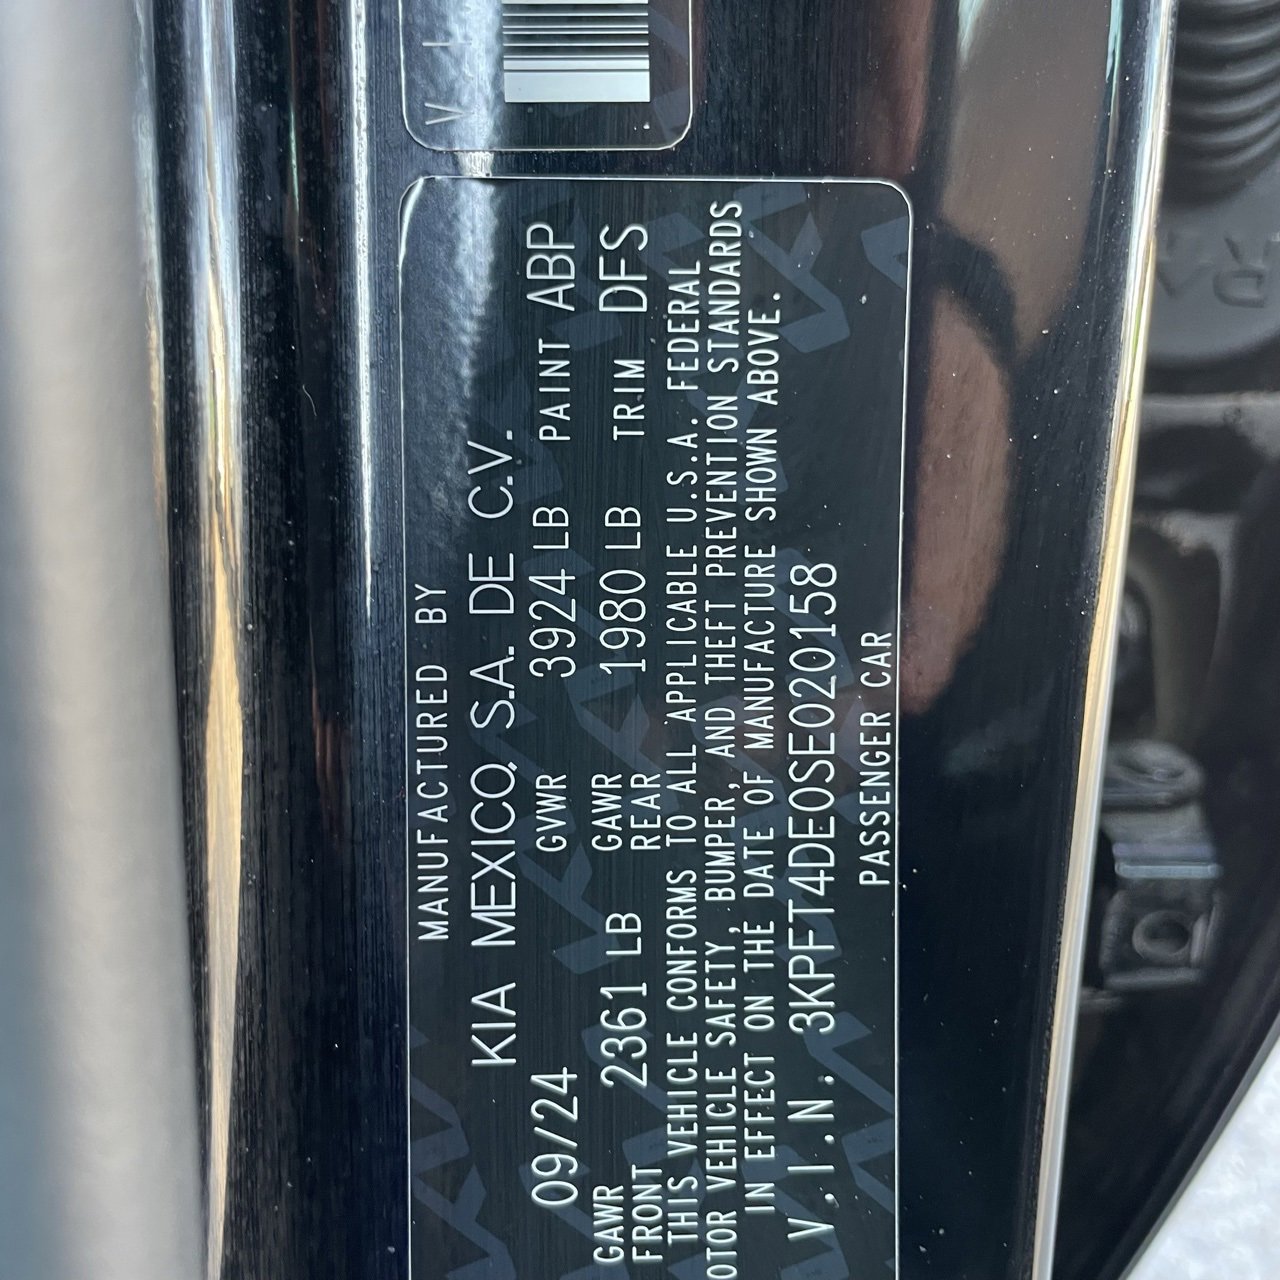 MANUFACTURED BY
KIA MEXICO, S.A. DE C.V.
09/24 GVWR 3924 LB PAINT ABP
GAWR FRONT 2361 LB GAWR REAR 1980 LB TRIM DFS
THIS VEHICLE CONFORMS TO ALL APPLICABLE U.S.A. FEDERAL
OTOR VEHICLE SAFETY, BUMPER, AND THEFT PREVENTION STANDARDS
IN EFFECT ON THE DATE OF MANUFACTURE SHOWN ABOVE.
V.I.N. : 3KPFT4DE0SE020158
PASSENGER CAR